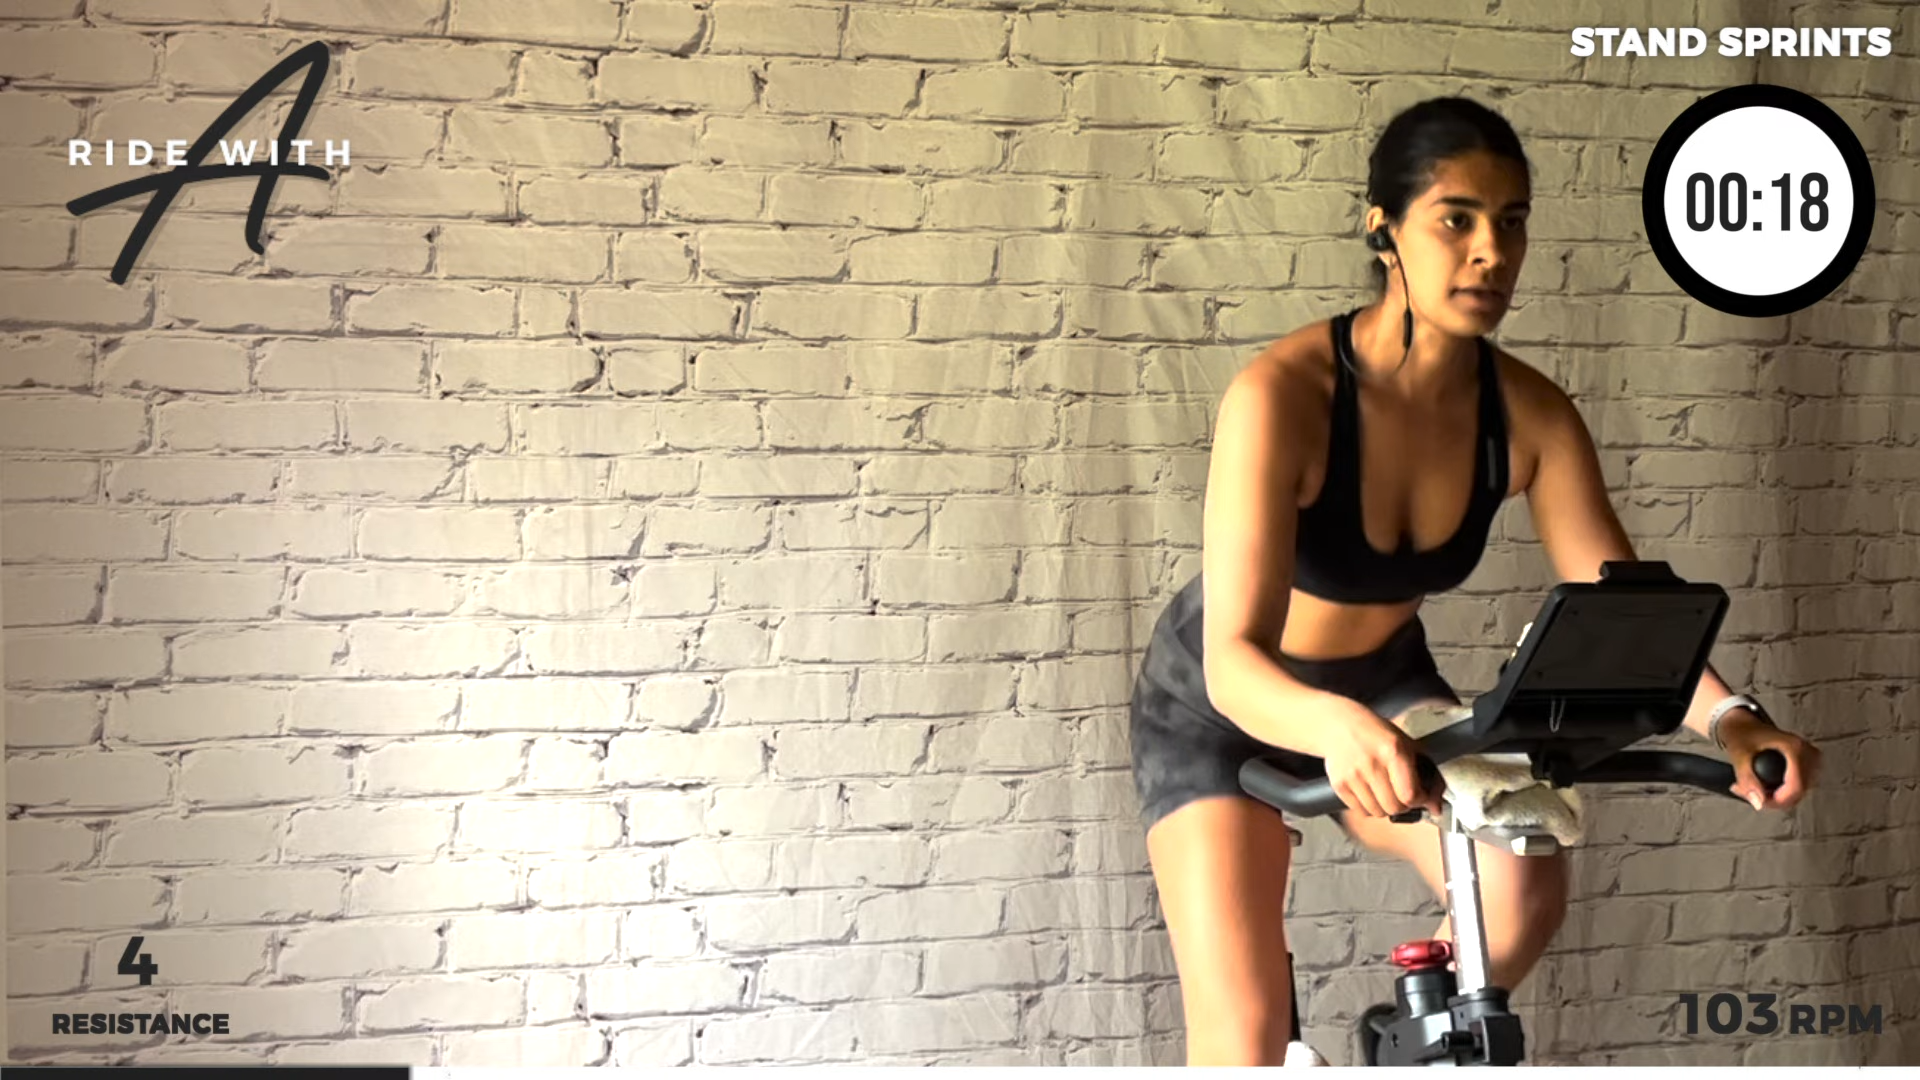 STAND SPRINTS
A
RIDE WITH
00:18
4
RESISTANCE
103 RPM